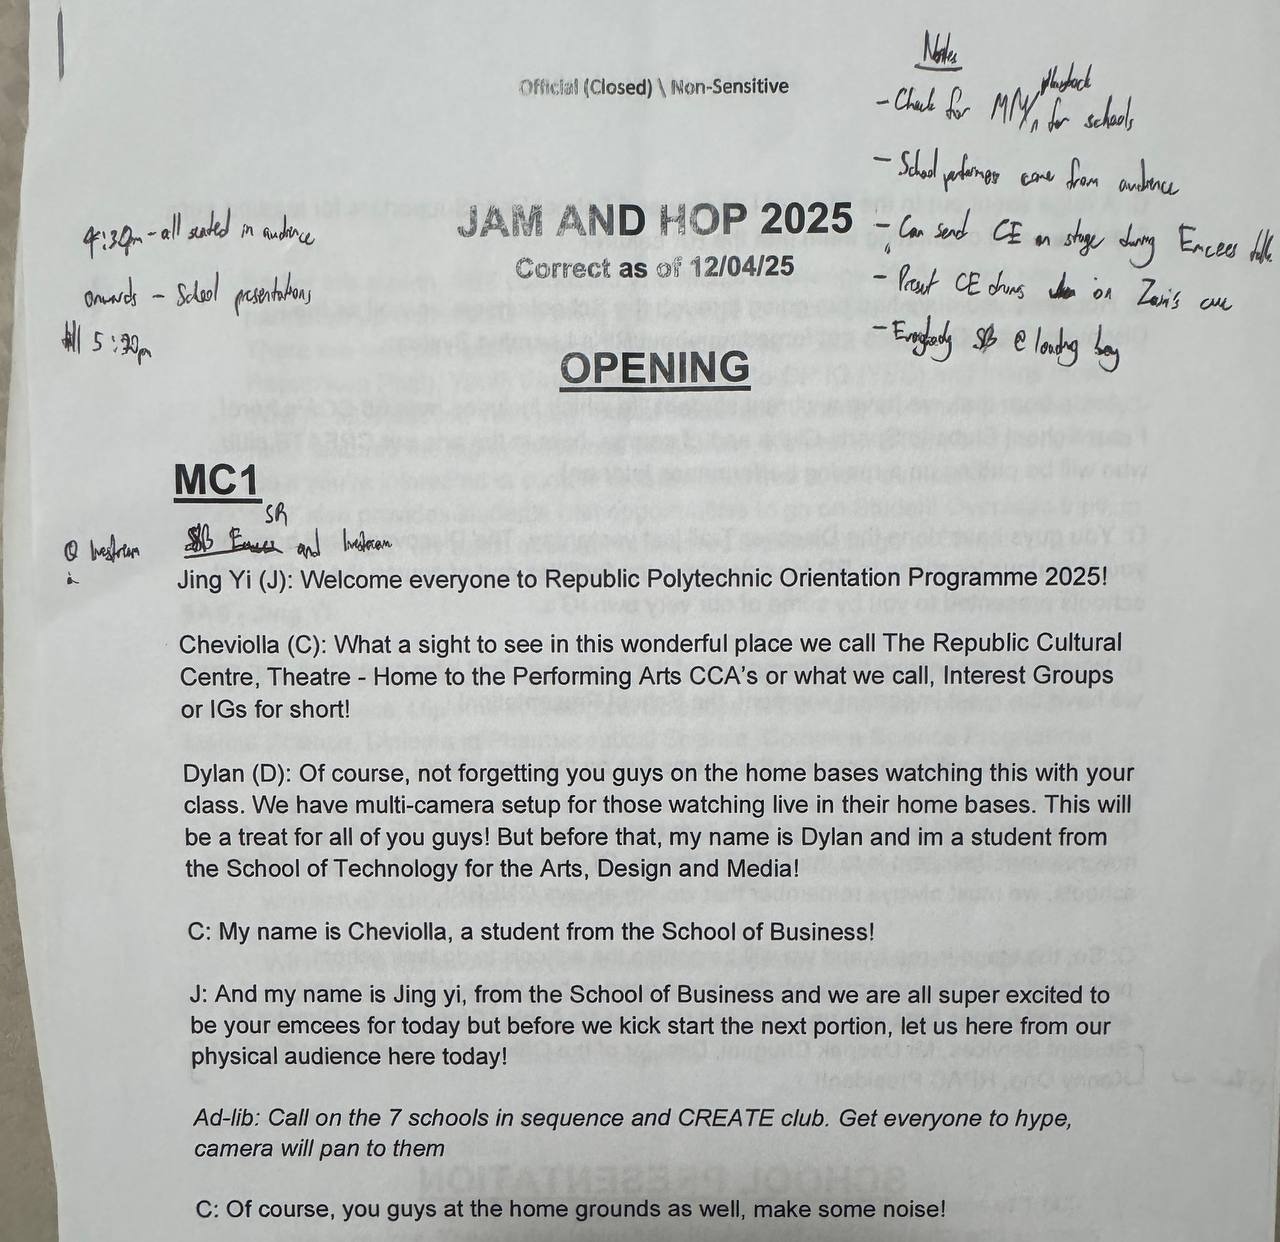 Official (Closed) \ Non-Sensitive
Notes
- Check for MM playback for schools
- School performers come from audience
- Can send CE on stage during Emcees talk
- Preset CE drums on Zavi's cue
- Everybody SB @ loading bay
4:30pm - all seated in audience
onwards - School presentations
till 5:30pm
JAM AND HOP 2025
Correct as of 12/04/25
OPENING
MC1
SR
@ livestream
SB Emcee and livestream
Jing Yi (J): Welcome everyone to Republic Polytechnic Orientation Programme 2025!
Cheviolla (C): What a sight to see in this wonderful place we call The Republic Cultural
Centre, Theatre - Home to the Performing Arts CCA's or what we call, Interest Groups
or IGs for short!
Dylan (D): Of course, not forgetting you guys on the home bases watching this with your
class. We have multi-camera setup for those watching live in their home bases. This will
be a treat for all of you guys! But before that, my name is Dylan and im a student from
the School of Technology for the Arts, Design and Media!
C: My name is Cheviolla, a student from the School of Business!
J: And my name is Jing yi, from the School of Business and we are all super excited to
be your emcees for today but before we kick start the next portion, let us here from our
physical audience here today!
Ad-lib: Call on the 7 schools in sequence and CREATE club. Get everyone to hype,
camera will pan to them
C: Of course, you guys at the home grounds as well, make some noise!